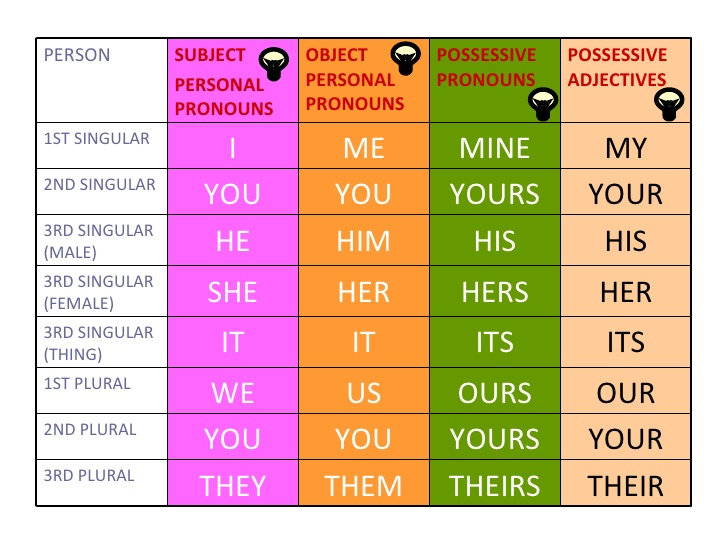 PERSON
SUBJECT
PERSONAL
PRONOUNS
OBJECT
PERSONAL
PRONOUNS
POSSESSIVE
PRONOUNS
POSSESSIVE
ADJECTIVES
1ST SINGULAR
I
ME
MINE
MY
2ND SINGULAR
YOU
YOU
YOURS
YOUR
3RD SINGULAR
(MALE)
HE
HIM
HIS
HIS
3RD SINGULAR
(FEMALE)
SHE
HER
HERS
HER
3RD SINGULAR
(THING)
IT
IT
ITS
ITS
1ST PLURAL
WE
US
OURS
OUR
2ND PLURAL
YOU
YOU
YOURS
YOUR
3RD PLURAL
THEY
THEM
THEIRS
THEIR